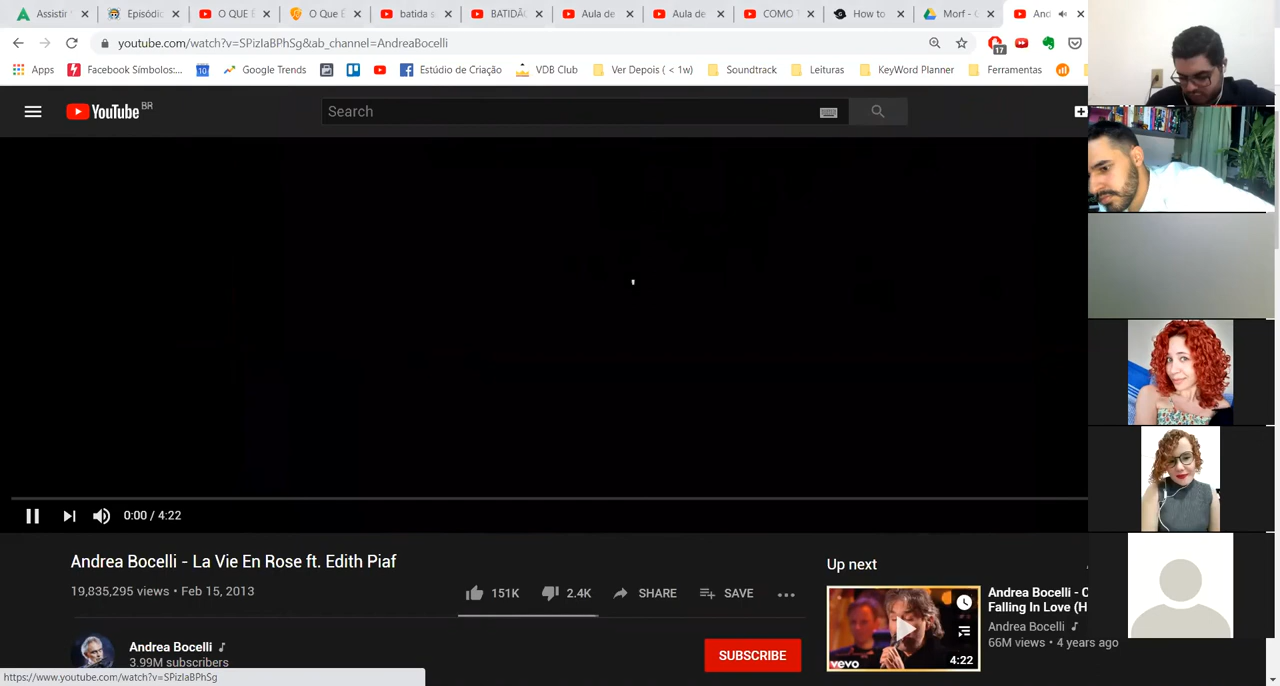 Assistir
Episódic
O QUE É
O Que É
batida s
BATIDÃO
Aula de
Aula de
COMO T
How to
Morf - C
And
youtube.com/watch?v=SPizIaBPhSg&ab_channel=AndreaBocelli
17
Apps
Facebook Símbolos:...
10
Google Trends
Estúdio de Criação
VDB Club
Ver Depois ( < 1w)
Soundtrack
Leituras
KeyWord Planner
Ferramentas
YouTube BR
Search
0:00 / 4:22
Andrea Bocelli - La Vie En Rose ft. Edith Piaf
19,835,295 views • Feb 15, 2013
151K
2.4K
SHARE
SAVE
Andrea Bocelli
3.99M subscribers
SUBSCRIBE
Up next
vevo
4:22
Andrea Bocelli - C
Falling In Love (H
Andrea Bocelli
66M views • 4 years ago
https://www.youtube.com/watch?v=SPizIaBPhSg